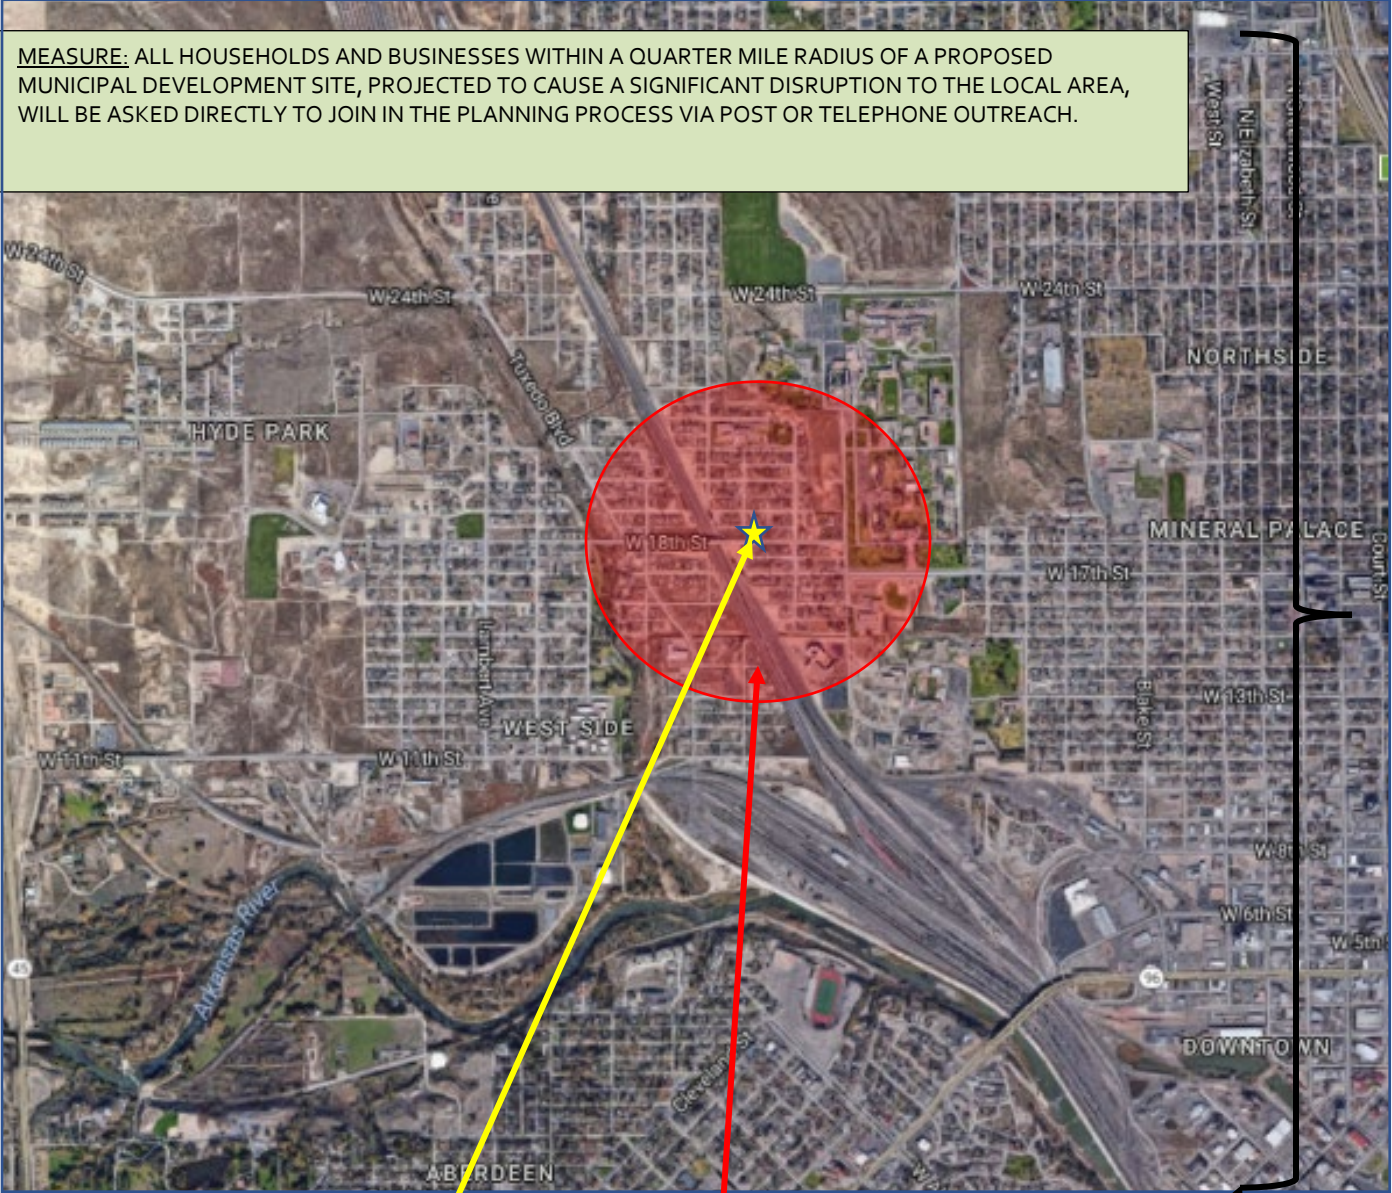 MEASURE: ALL HOUSEHOLDS AND BUSINESSES WITHIN A QUARTER MILE RADIUS OF A PROPOSED
MUNICIPAL DEVELOPMENT SITE, PROJECTED TO CAUSE A SIGNIFICANT DISRUPTION TO THE LOCAL AREA,
WILL BE ASKED DIRECTLY TO JOIN IN THE PLANNING PROCESS VIA POST OR TELEPHONE OUTREACH.
West St
N Elizabeth St
W 24th St
W 24th St
W 24th St
W 24th St
NORTHSIDE
Tuxedo Blvd
HYDE PARK
MINERAL PALACE
W 18th St
Court St
W 17th St
Lambert Ave
W 13th St
Blake St
WEST SIDE
W 11th St
W 11th St
W 8th St
Arkansas River
W 6th St
W 5th
45
96
DOWNTOWN
Cleveland St
ABERDEEN